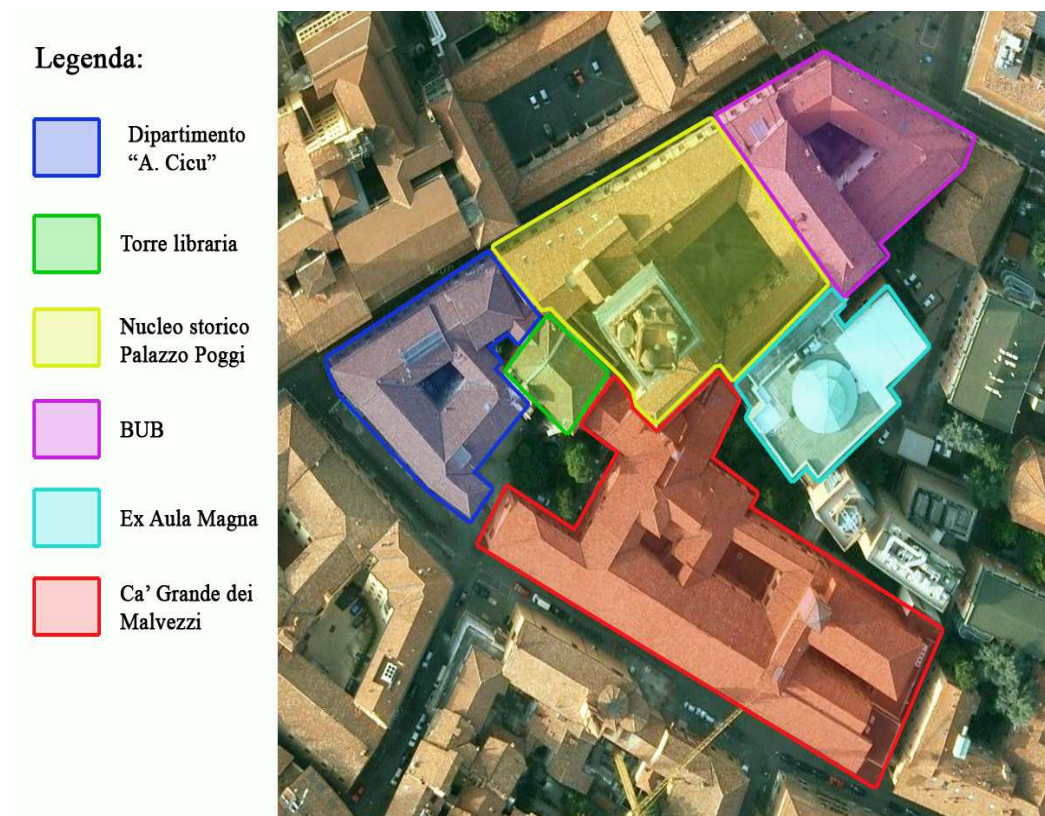 Legenda:
Dipartimento
“A. Cicu”
Torre libraria
Nucleo storico
Palazzo Poggi
BUB
Ex Aula Magna
Ca’ Grande dei
Malvezzi